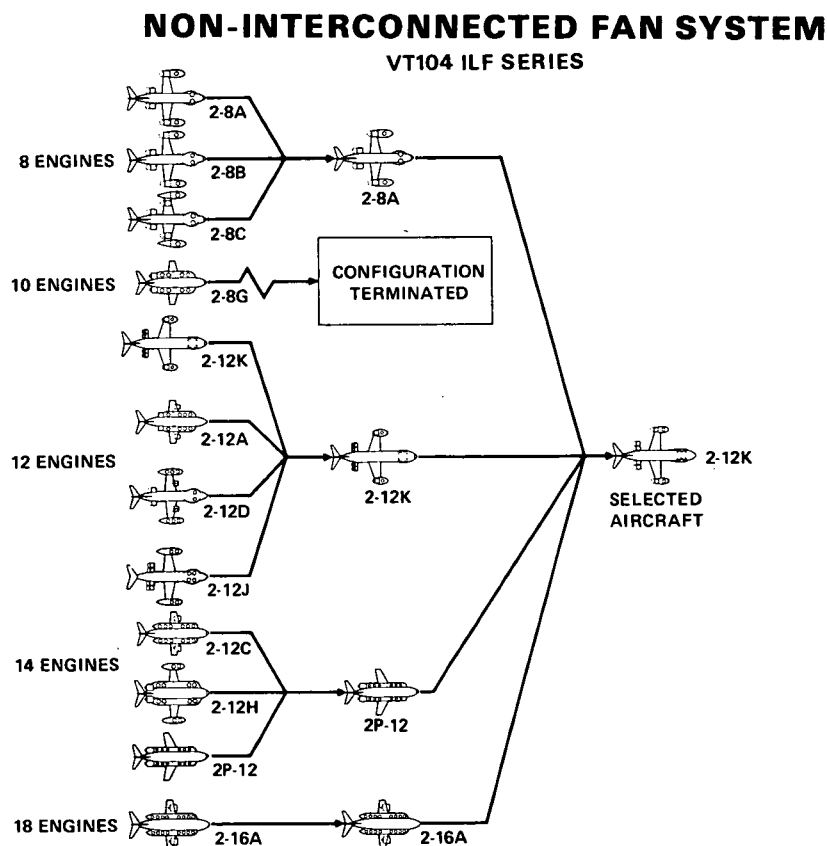 NON-INTERCONNECTED FAN SYSTEM
VT104 ILF SERIES
8 ENGINES
2-8A
2-8B
2-8C
2-8A
10 ENGINES
2-8G
CONFIGURATION
TERMINATED
12 ENGINES
2-12K
2-12A
2-12D
2-12J
2-12K
2-12K
SELECTED
AIRCRAFT
14 ENGINES
2-12C
2-12H
2P-12
2P-12
18 ENGINES
2-16A
2-16A